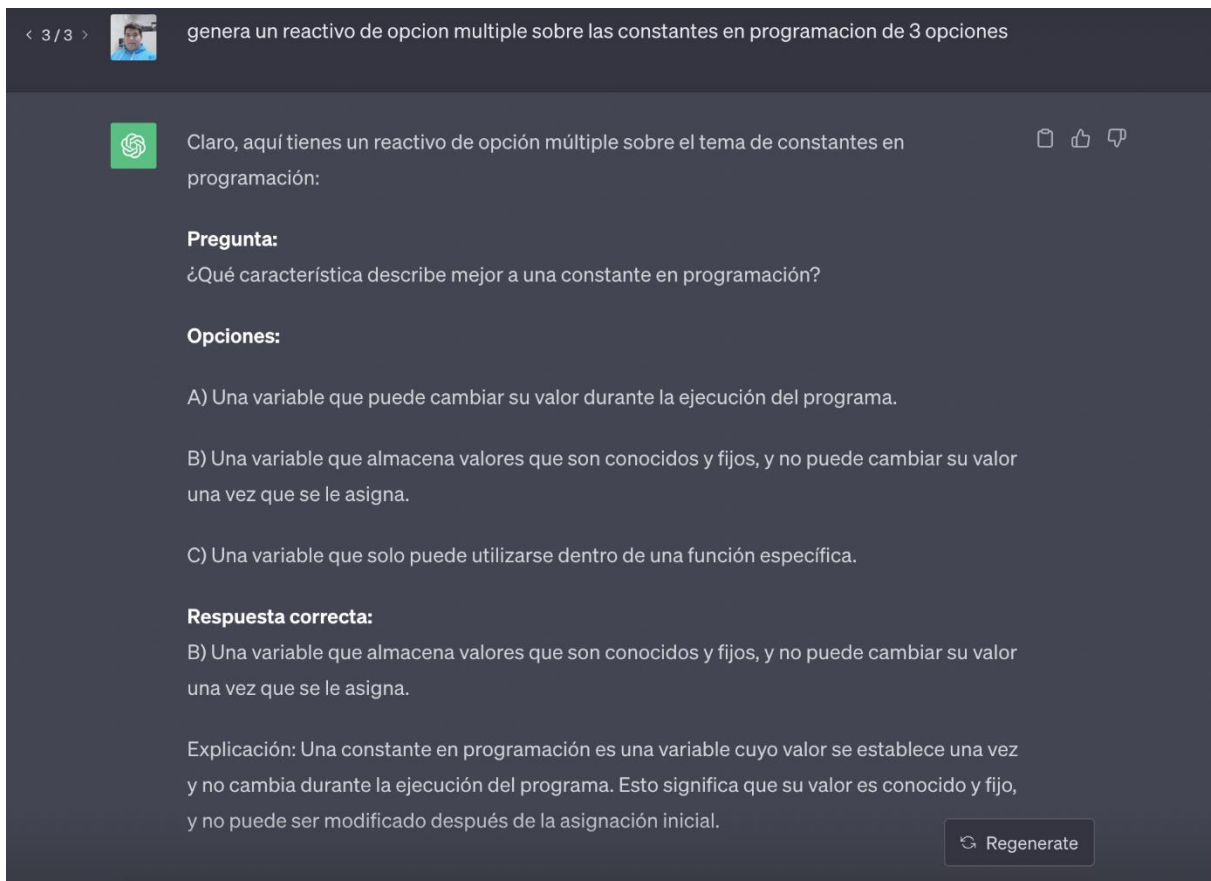 < 3/3 >
genera un reactivo de opcion multiple sobre las constantes en programacion de 3 opciones
Claro, aquí tienes un reactivo de opción múltiple sobre el tema de constantes en
programación:
Pregunta:
¿Qué característica describe mejor a una constante en programación?
Opciones:
A) Una variable que puede cambiar su valor durante la ejecución del programa.
B) Una variable que almacena valores que son conocidos y fijos, y no puede cambiar su valor
una vez que se le asigna.
C) Una variable que solo puede utilizarse dentro de una función específica.
Respuesta correcta:
B) Una variable que almacena valores que son conocidos y fijos, y no puede cambiar su valor
una vez que se le asigna.
Explicación: Una constante en programación es una variable cuyo valor se establece una vez
y no cambia durante la ejecución del programa. Esto significa que su valor es conocido y fijo,
y no puede ser modificado después de la asignación inicial.
Regenerate